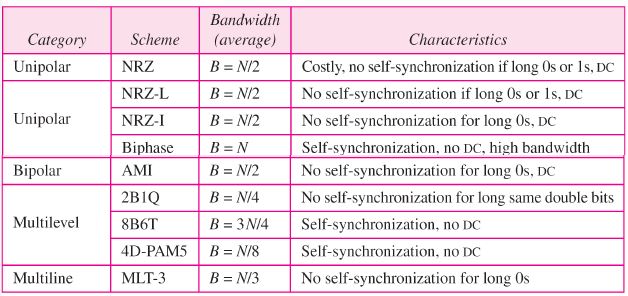 Category Scheme Bandwidth (average) Characteristics
Unipolar NRZ B = N/2 Costly, no self-synchronization if long 0s or 1s, DC
Unipolar NRZ-L B = N/2 No self-synchronization if long 0s or 1s, DC
NRZ-I B = N/2 No self-synchronization for long 0s, DC
Biphase B = N Self-synchronization, no DC, high bandwidth
Bipolar AMI B = N/2 No self-synchronization for long 0s, DC
Multilevel 2B1Q B = N/4 No self-synchronization for long same double bits
8B6T B = 3N/4 Self-synchronization, no DC
4D-PAM5 B = N/8 Self-synchronization, no DC
Multiline MLT-3 B = N/3 No self-synchronization for long 0s